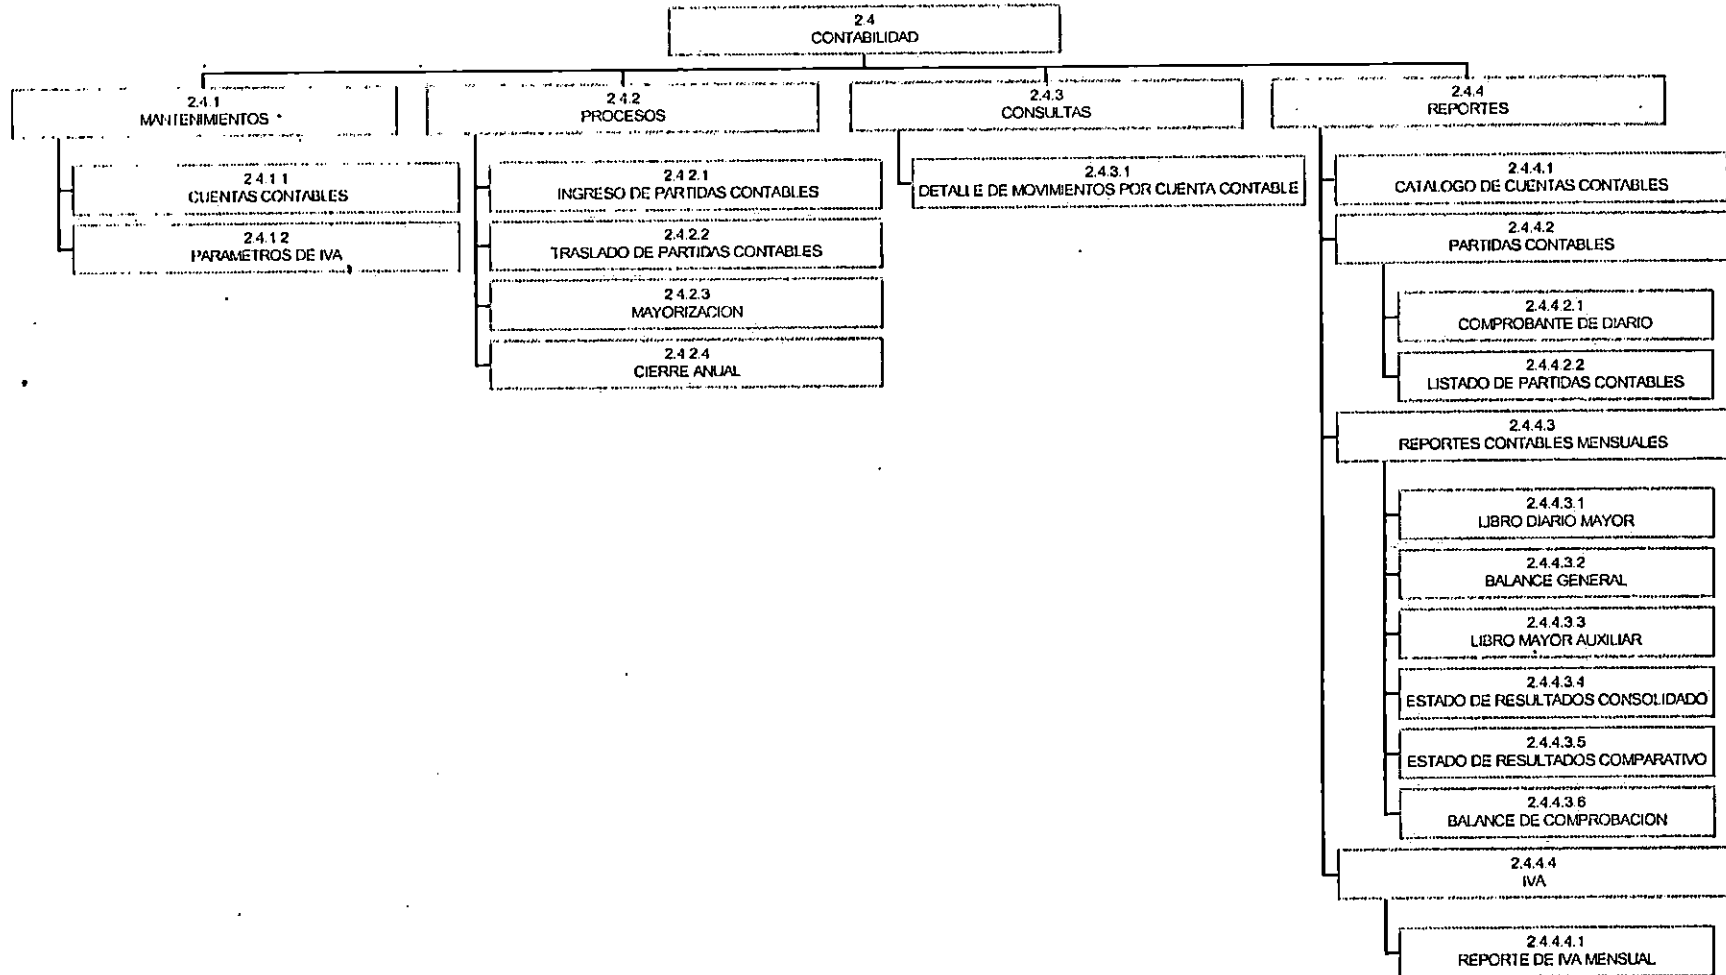 2.4
CONTABILIDAD
2.4.1
MANTENIMIENTOS
2.4.1.1
CUENTAS CONTABLES
2.4.1.2
PARAMETROS DE IVA
2.4.2
PROCESOS
2.4.2.1
INGRESO DE PARTIDAS CONTABLES
2.4.2.2
TRASLADO DE PARTIDAS CONTABLES
2.4.2.3
MAYORIZACION
2.4.2.4
CIERRE ANUAL
2.4.3
CONSULTAS
2.4.3.1
DETALLE DE MOVIMIENTOS POR CUENTA CONTABLE
2.4.4
REPORTES
2.4.4.1
CATALOGO DE CUENTAS CONTABLES
2.4.4.2
PARTIDAS CONTABLES
2.4.4.2.1
COMPROBANTE DE DIARIO
2.4.4.2.2
LISTADO DE PARTIDAS CONTABLES
2.4.4.3
REPORTES CONTABLES MENSUALES
2.4.4.3.1
LIBRO DIARIO MAYOR
2.4.4.3.2
BALANCE GENERAL
2.4.4.3.3
LIBRO MAYOR AUXILIAR
2.4.4.3.4
ESTADO DE RESULTADOS CONSOLIDADO
2.4.4.3.5
ESTADO DE RESULTADOS COMPARATIVO
2.4.4.3.6
BALANCE DE COMPROBACION
2.4.4.4
IVA
2.4.4.4.1
REPORTE DE IVA MENSUAL